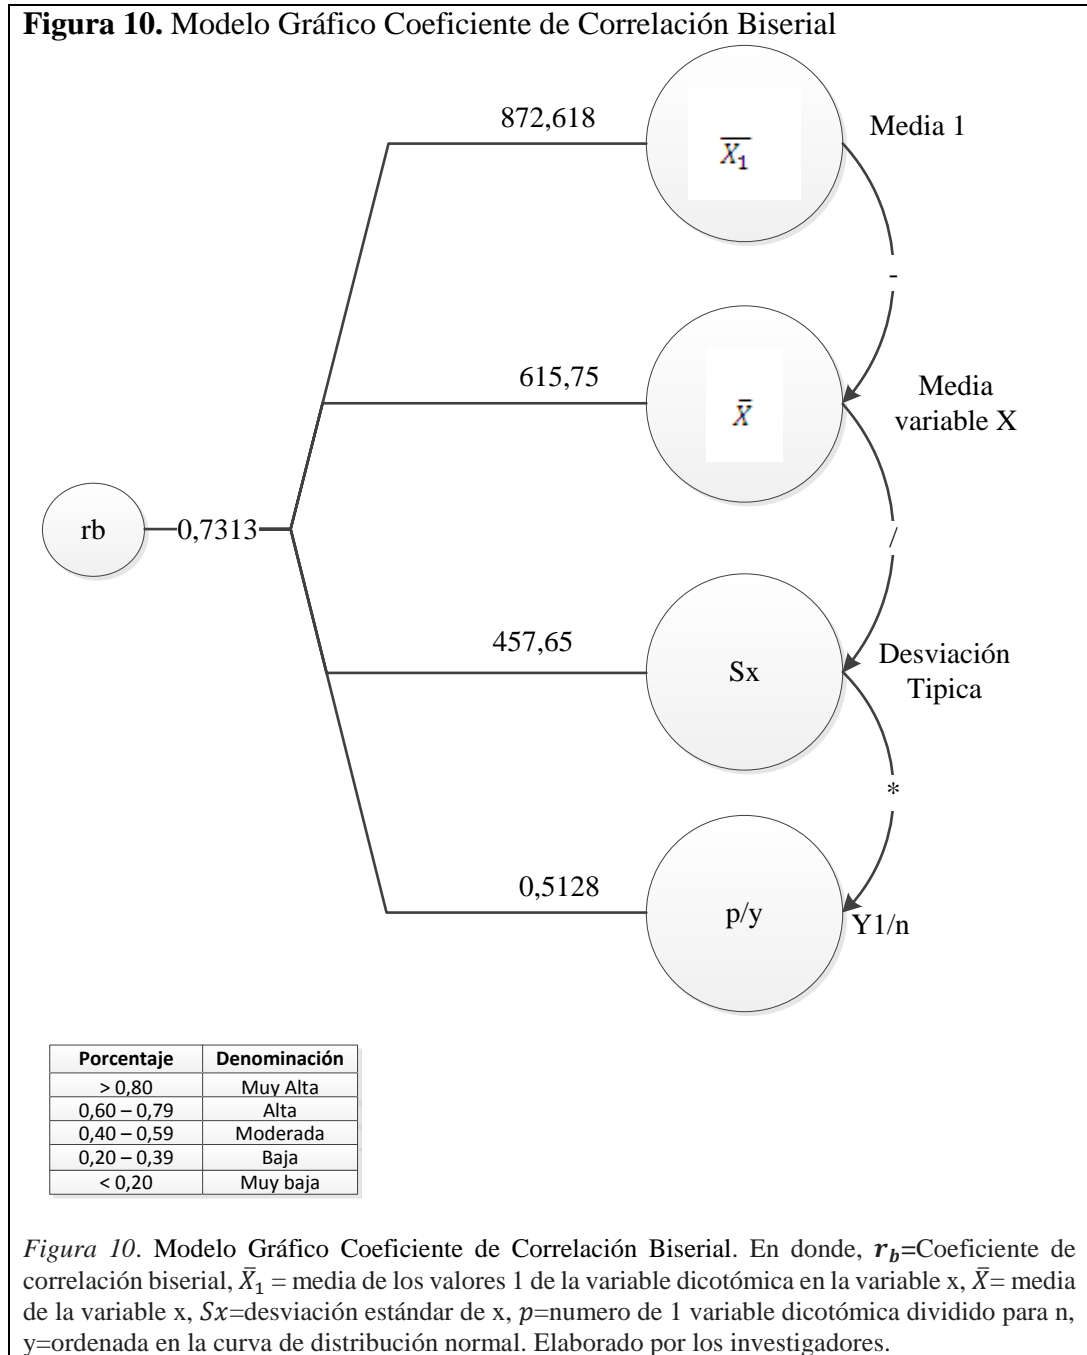 Figura 10. Modelo Gráfico Coeficiente de Correlación Biserial
872,618
X̅₁
Media 1
-
615,75
X̅
Media
variable X
/
rb
0,7313
457,65
Sx
Desviación
Tipica
*
0,5128
p/y
Y1/n
Porcentaje Denominación
> 0,80 Muy Alta
0,60 – 0,79 Alta
0,40 – 0,59 Moderada
0,20 – 0,39 Baja
< 0,20 Muy baja
Figura 10. Modelo Gráfico Coeficiente de Correlación Biserial. En donde, r_b=Coeficiente de
correlación biserial, X̅₁ = media de los valores 1 de la variable dicotómica en la variable x, X̅= media
de la variable x, Sx=desviación estándar de x, p=numero de 1 variable dicotómica dividido para n,
y=ordenada en la curva de distribución normal. Elaborado por los investigadores.